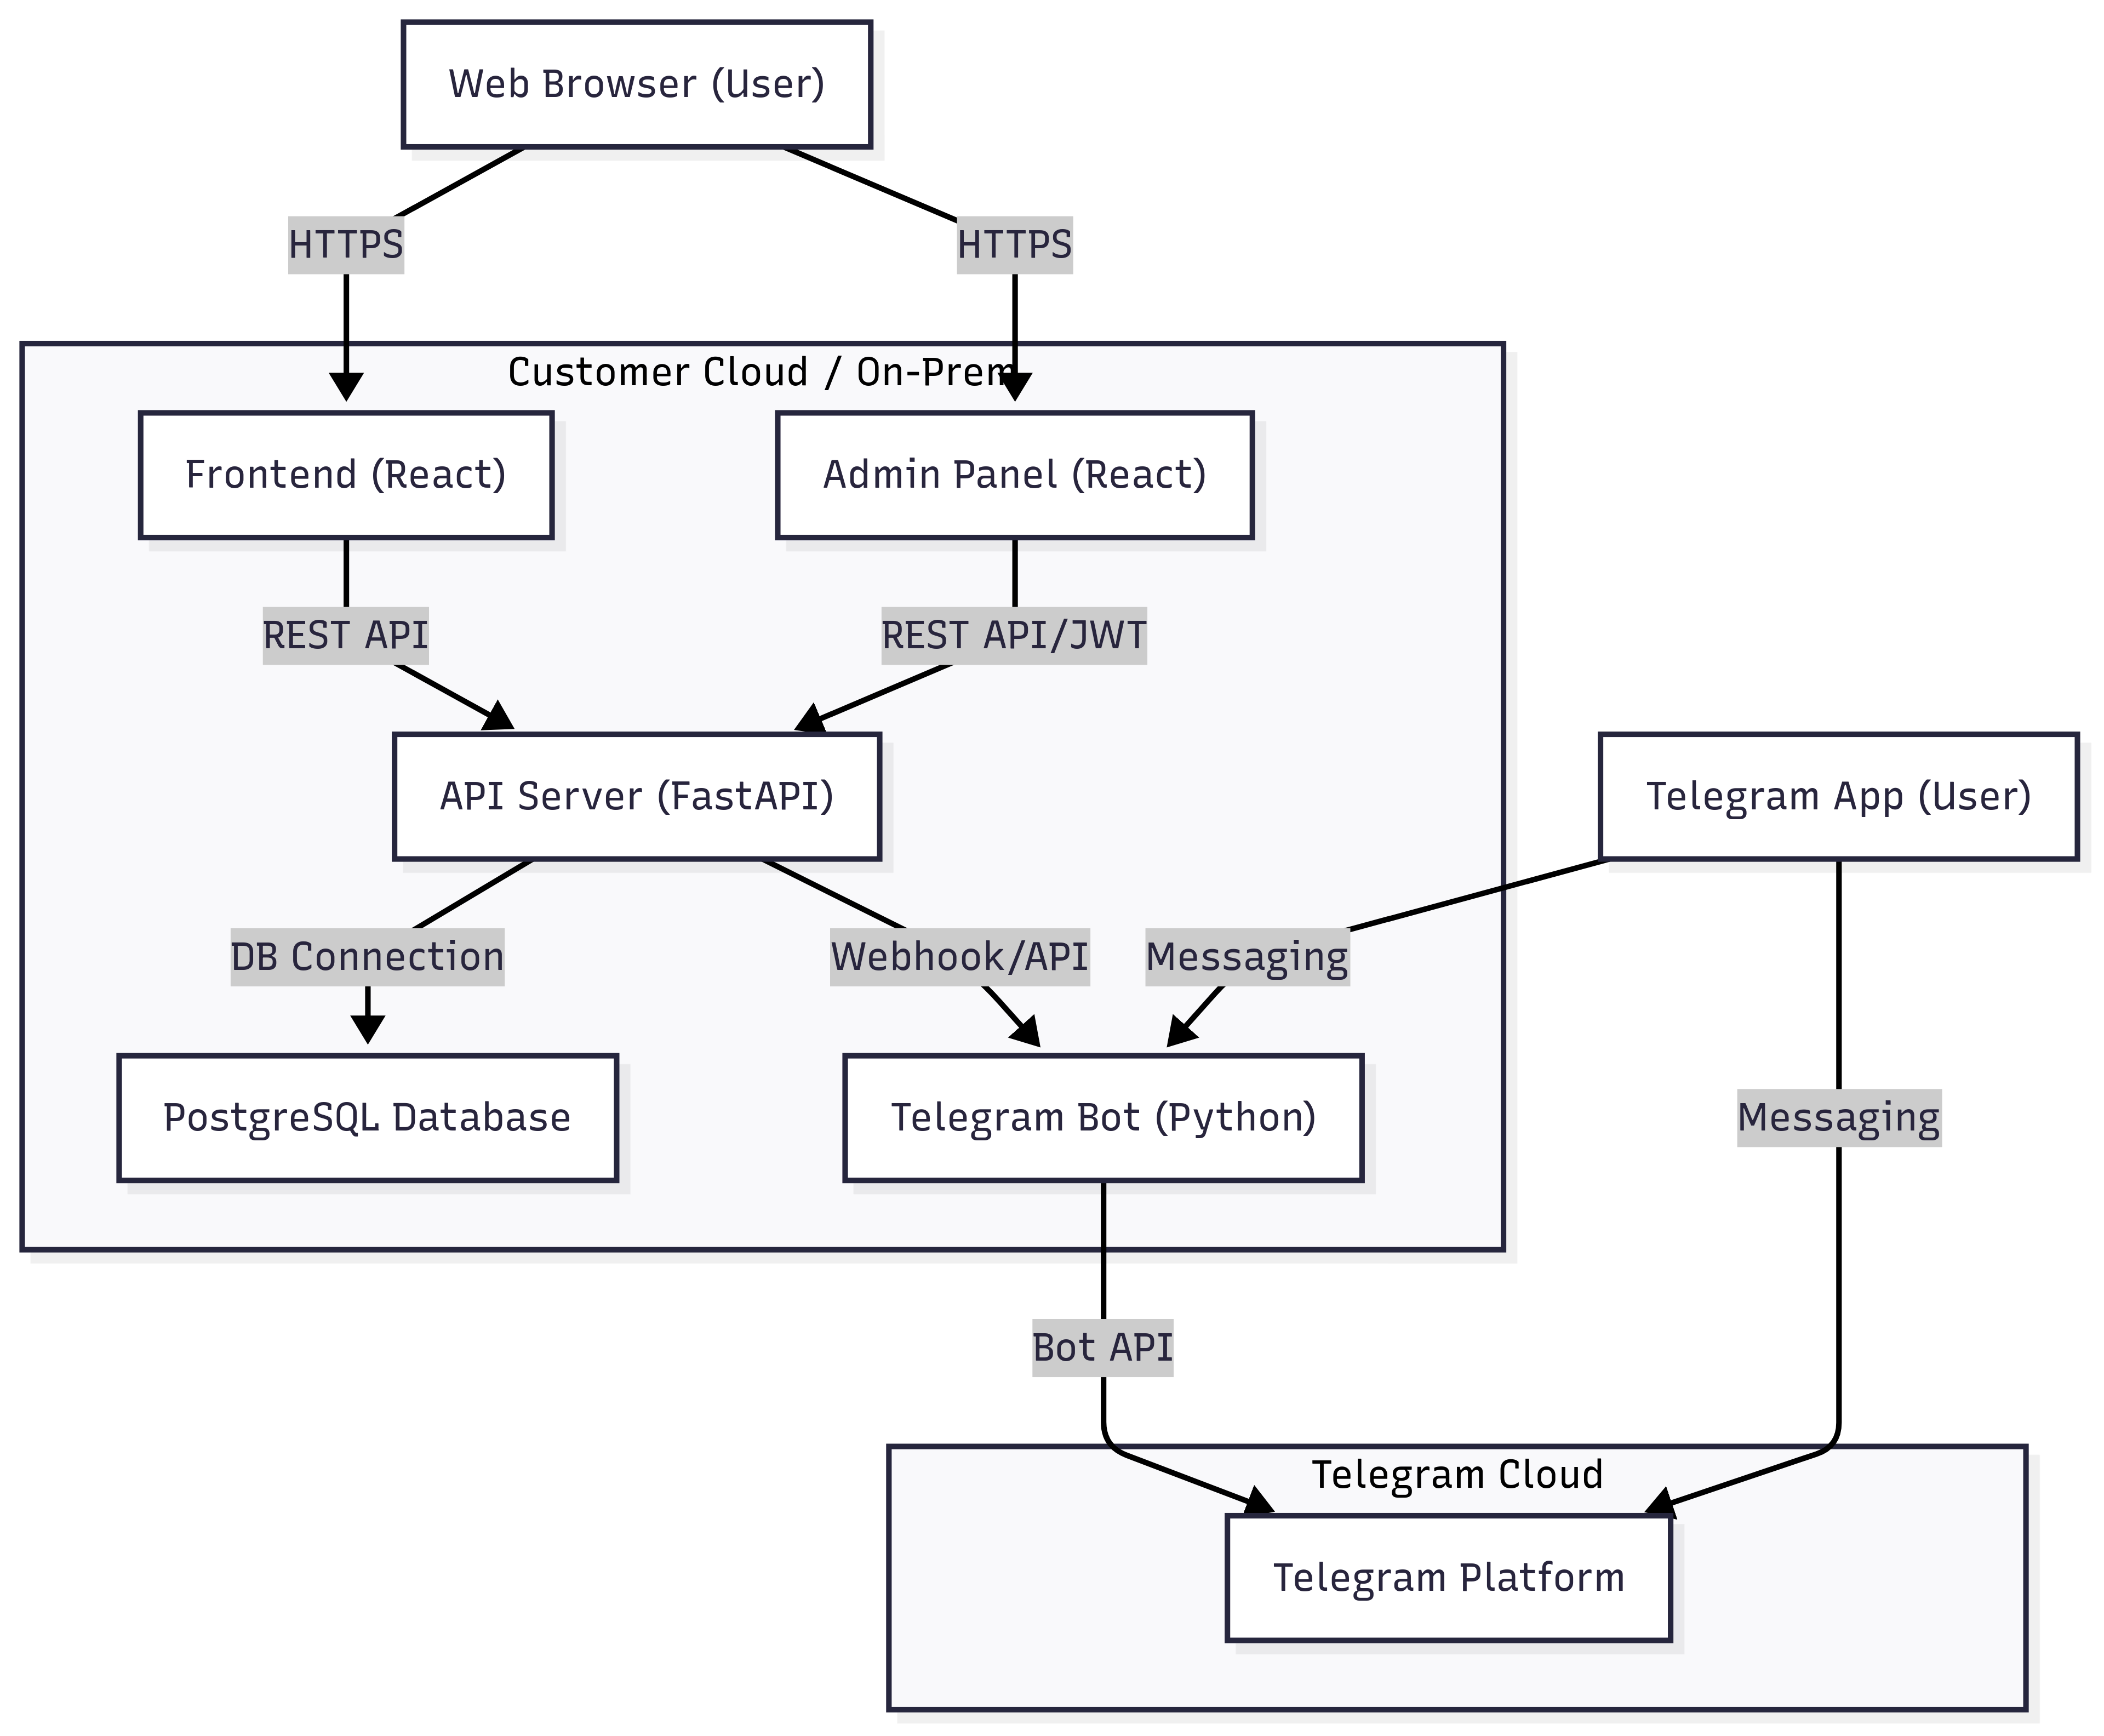 Web Browser (User)
HTTPS
HTTPS
Customer Cloud / On-Prem
Frontend (React)
Admin Panel (React)
REST API
REST API/JWT
API Server (FastAPI)
Telegram App (User)
DB Connection
Webhook/API
Messaging
PostgreSQL Database
Telegram Bot (Python)
Messaging
Bot API
Telegram Cloud
Telegram Platform